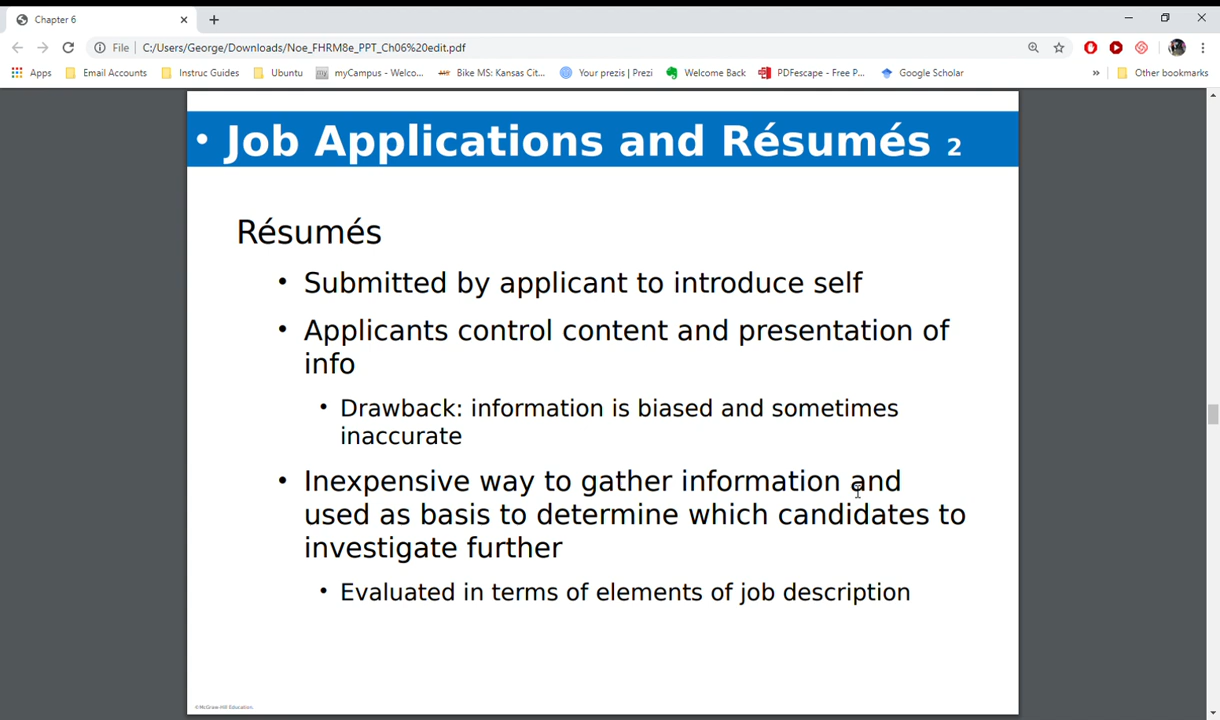 Chapter 6
File
C:/Users/George/Downloads/Noe_FHRM8e_PPT_Ch06%20edit.pdf
Apps
Email Accounts
Instruc Guides
Ubuntu
myCampus - Welco...
Bike MS: Kansas Cit...
Your prezis | Prezi
Welcome Back
PDFescape - Free P...
Google Scholar
»
Other bookmarks
• Job Applications and Résumés 2
Résumés
• Submitted by applicant to introduce self
• Applicants control content and presentation of
info
• Drawback: information is biased and sometimes
inaccurate
• Inexpensive way to gather information and
used as basis to determine which candidates to
investigate further
• Evaluated in terms of elements of job description
©McGraw-Hill Education.